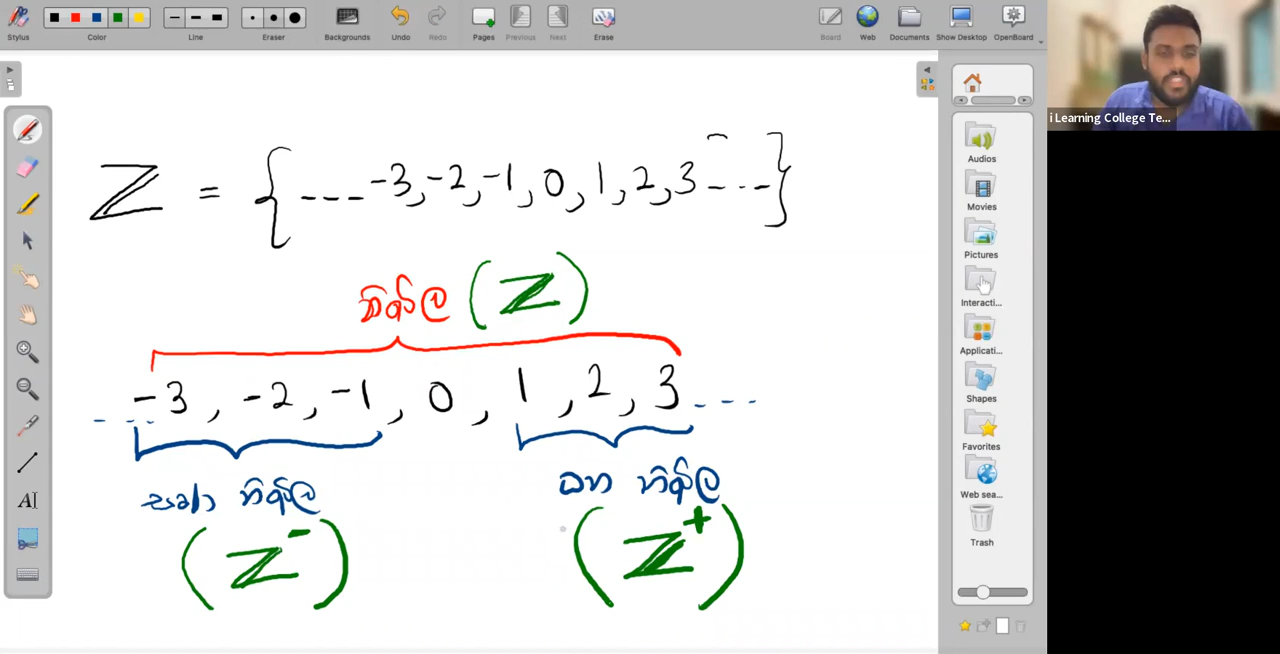 Stylus Color Line Eraser Backgrounds Undo Redo Pages Previous Next Erase Board Web Documents Show Desktop OpenBoard
i Learning College Te...
ℤ = { ---- -3, -2, -1, 0, 1, 2, 3 ---- }
නිඛිල (ℤ)
---- -3, -2, -1, 0, 1, 2, 3 ----
සෘණ නිඛිල
ධන නිඛිල
(ℤ⁻)
(ℤ⁺)
Audios
Movies
Pictures
Interacti...
Applicati...
Shapes
Favorites
Web sea...
Trash